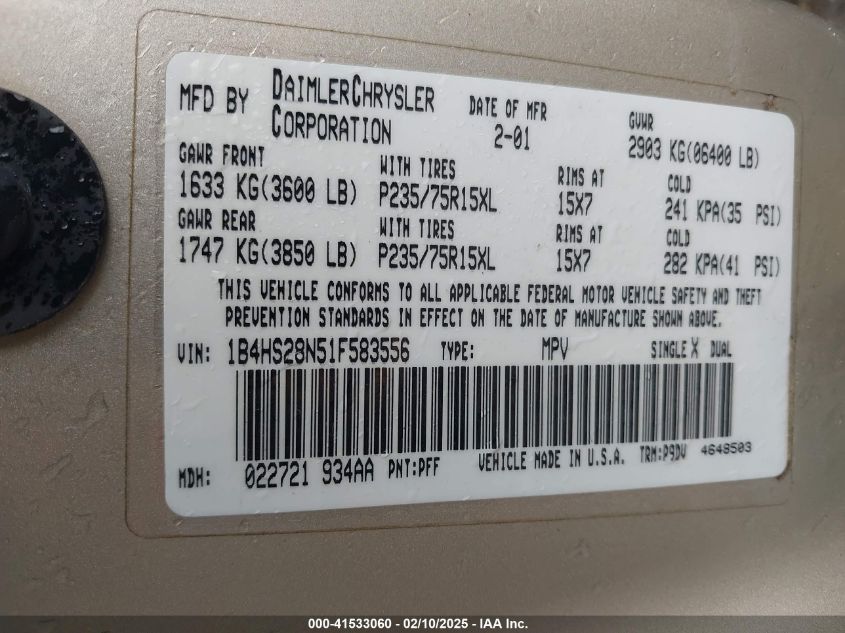 MFD BY DAIMLERCHRYSLER CORPORATION DATE OF MFR 2-01 GVWR 2903 KG(06400 LB)
GAWR FRONT WITH TIRES RIMS AT COLD
1633 KG(3600 LB) P235/75R15XL 15X7 241 KPA(35 PSI)
GAWR REAR WITH TIRES RIMS AT COLD
1747 KG(3850 LB) P235/75R15XL 15X7 282 KPA(41 PSI)
THIS VEHICLE CONFORMS TO ALL APPLICABLE FEDERAL MOTOR VEHICLE SAFETY AND THEFT
PREVENTION STANDARDS IN EFFECT ON THE DATE OF MANUFACTURE SHOWN ABOVE.
VIN: 1B4HS28N51F583556 TYPE: MPV SINGLE X DUAL
MDH: 022721 934AA PNT:PFF VEHICLE MADE IN U.S.A. TRM:P9DV 4648503
000-41533060 — 02/10/2025 — IAA Inc.